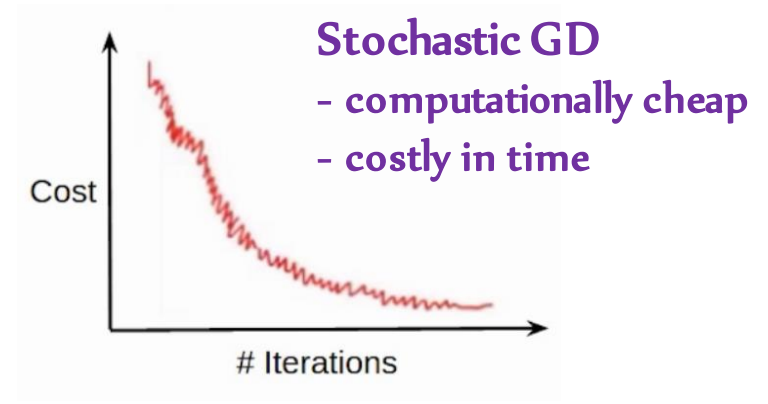 Stochastic GD
- computationally cheap
- costly in time
Cost
# Iterations